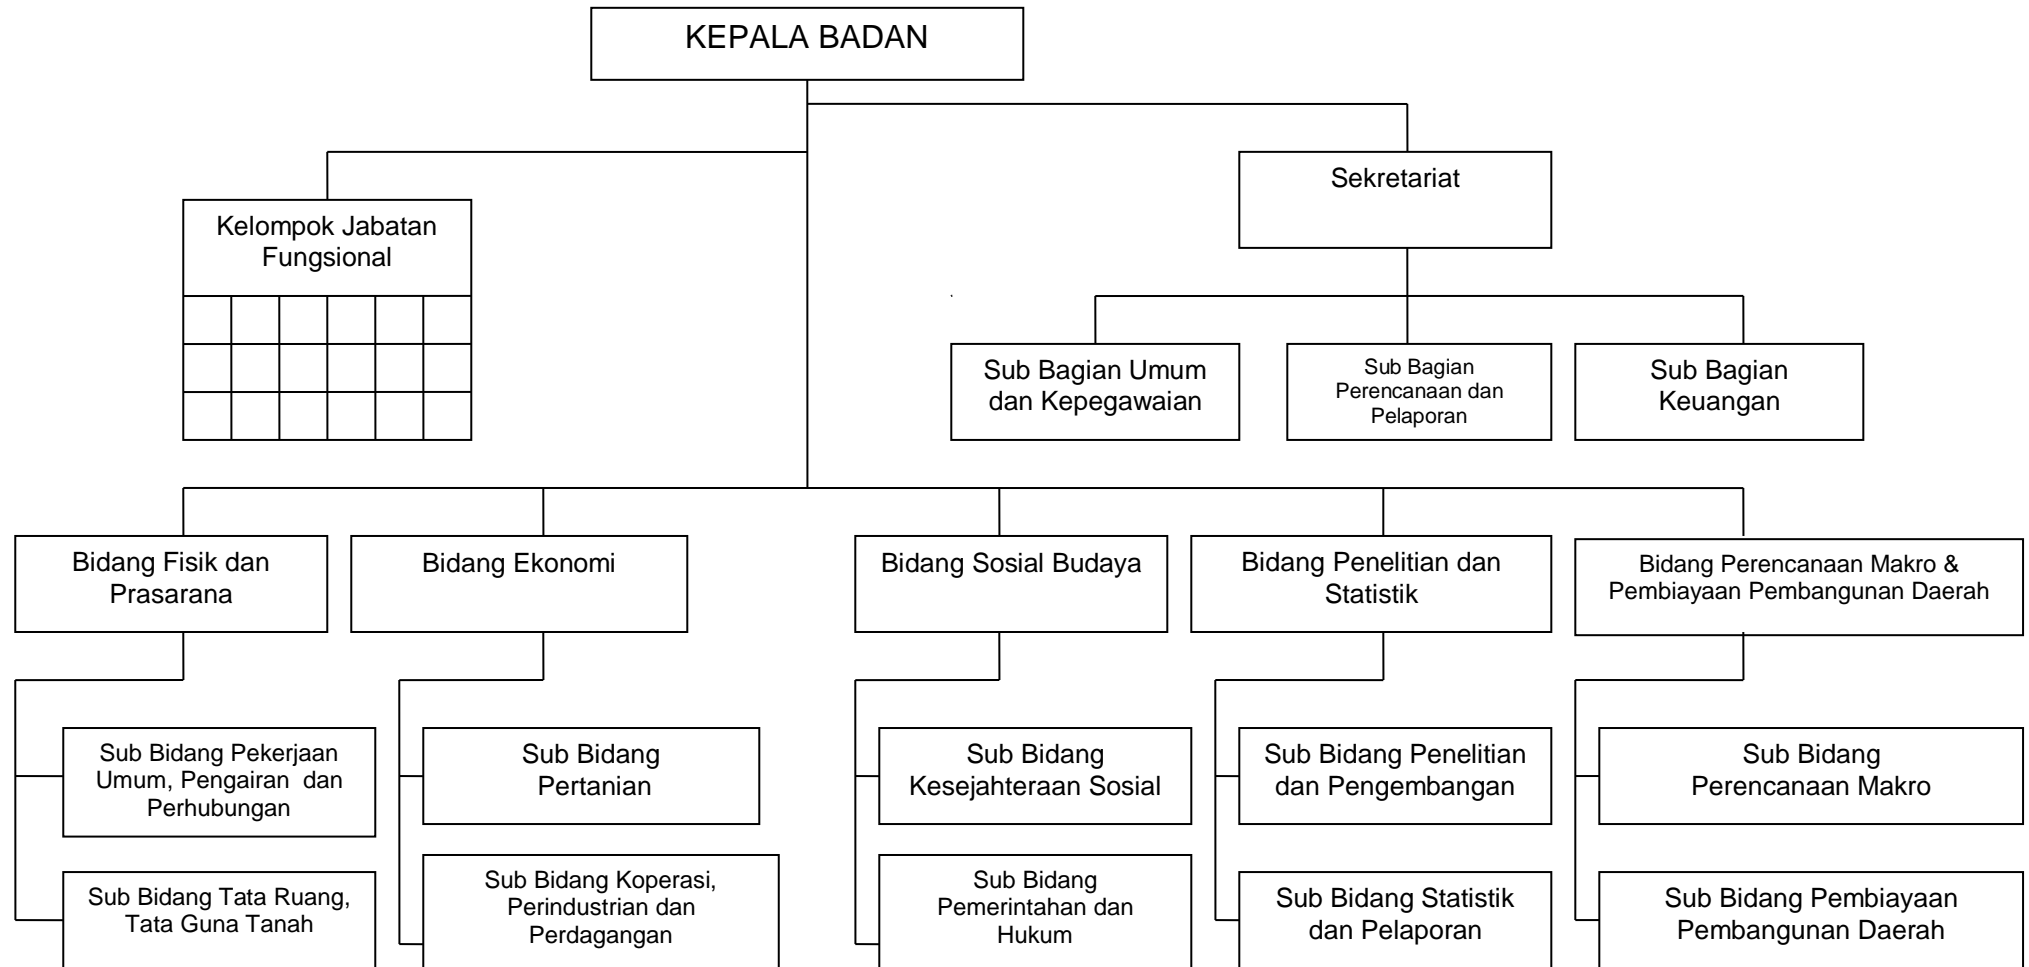 KEPALA BADAN
Sekretariat
Kelompok Jabatan
Fungsional
Sub Bagian Umum
dan Kepegawaian
Sub Bagian
Perencanaan dan
Pelaporan
Sub Bagian
Keuangan
Bidang Fisik dan
Prasarana
Bidang Ekonomi
Bidang Sosial Budaya
Bidang Penelitian dan
Statistik
Bidang Perencanaan Makro &
Pembiayaan Pembangunan Daerah
Sub Bidang Pekerjaan
Umum, Pengairan  dan
Perhubungan
Sub Bidang
Pertanian
Sub Bidang
Kesejahteraan Sosial
Sub Bidang Penelitian
dan Pengembangan
Sub Bidang
Perencanaan Makro
Sub Bidang Tata Ruang,
Tata Guna Tanah
Sub Bidang Koperasi,
Perindustrian dan
Perdagangan
Sub Bidang
Pemerintahan dan
Hukum
Sub Bidang Statistik
dan Pelaporan
Sub Bidang Pembiayaan
Pembangunan Daerah